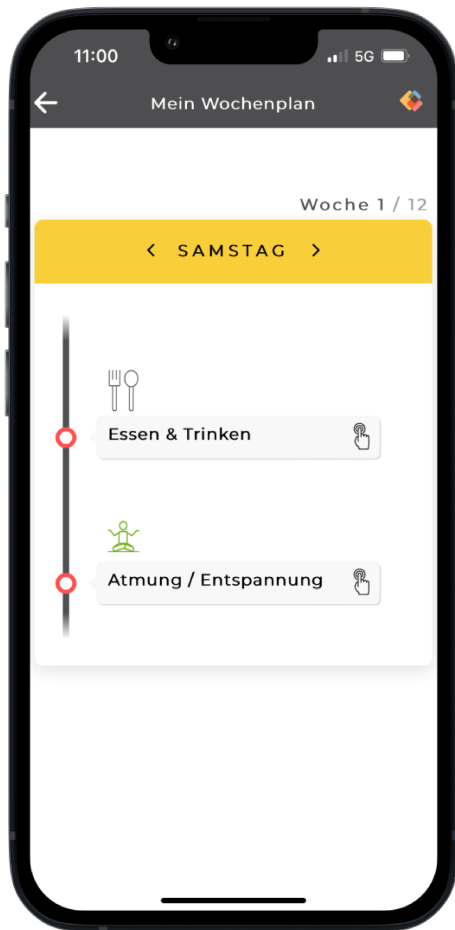 11:00 5G
Mein Wochenplan
Woche 1 / 12
< SAMSTAG >
Essen & Trinken
Atmung / Entspannung